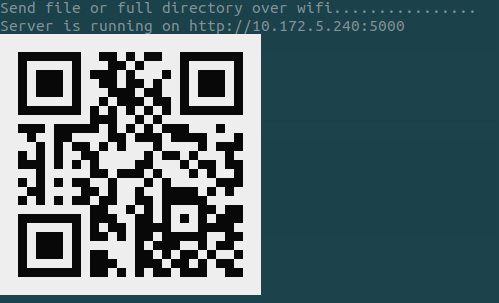 Send file or full directory over wifi................
Server is running on http://10.172.5.240:5000